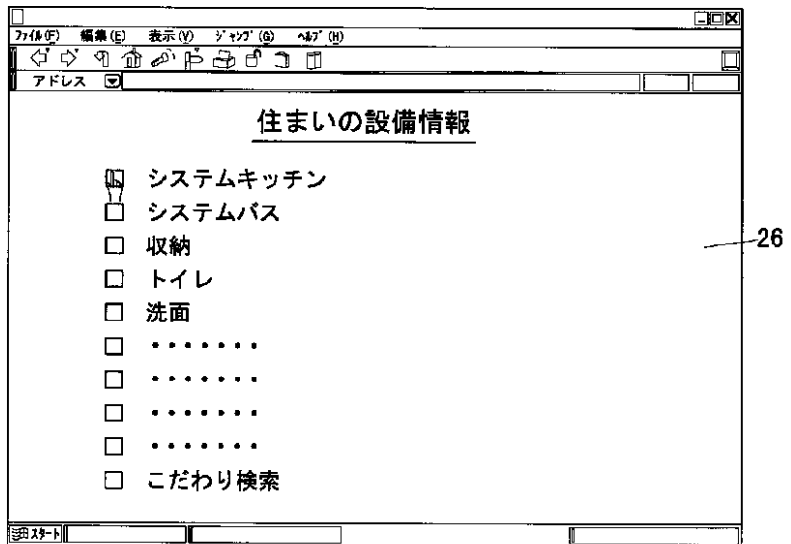 ファイル(F) 編集(E) 表示(V) ジャンプ(G) ヘルプ(H)
アドレス
住まいの設備情報
システムキッチン
システムバス
収納
トイレ
洗面
・・・・・・・
・・・・・・・
・・・・・・・
・・・・・・・
こだわり検索
スタート
26